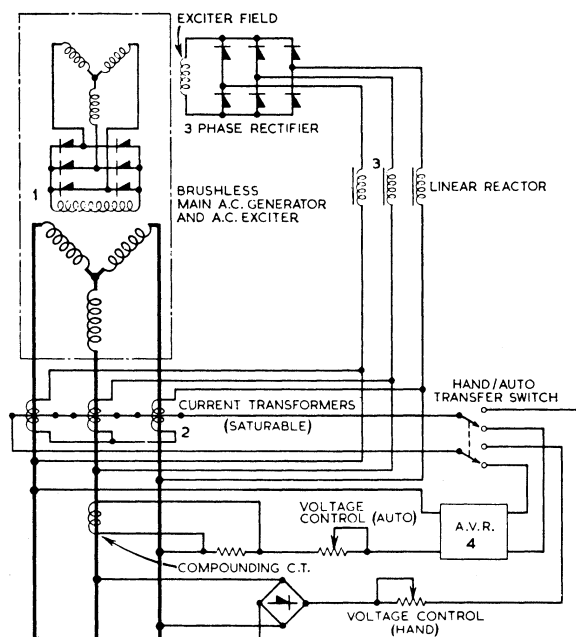 EXCITER FIELD
3 PHASE RECTIFIER
3
LINEAR REACTOR
1
BRUSHLESS
MAIN A.C. GENERATOR
AND A.C. EXCITER
HAND/AUTO
TRANSFER SWITCH
CURRENT TRANSFORMERS
(SATURABLE)
2
VOLTAGE
CONTROL (AUTO)
A.V.R.
4
COMPOUNDING C.T.
VOLTAGE CONTROL
(HAND)